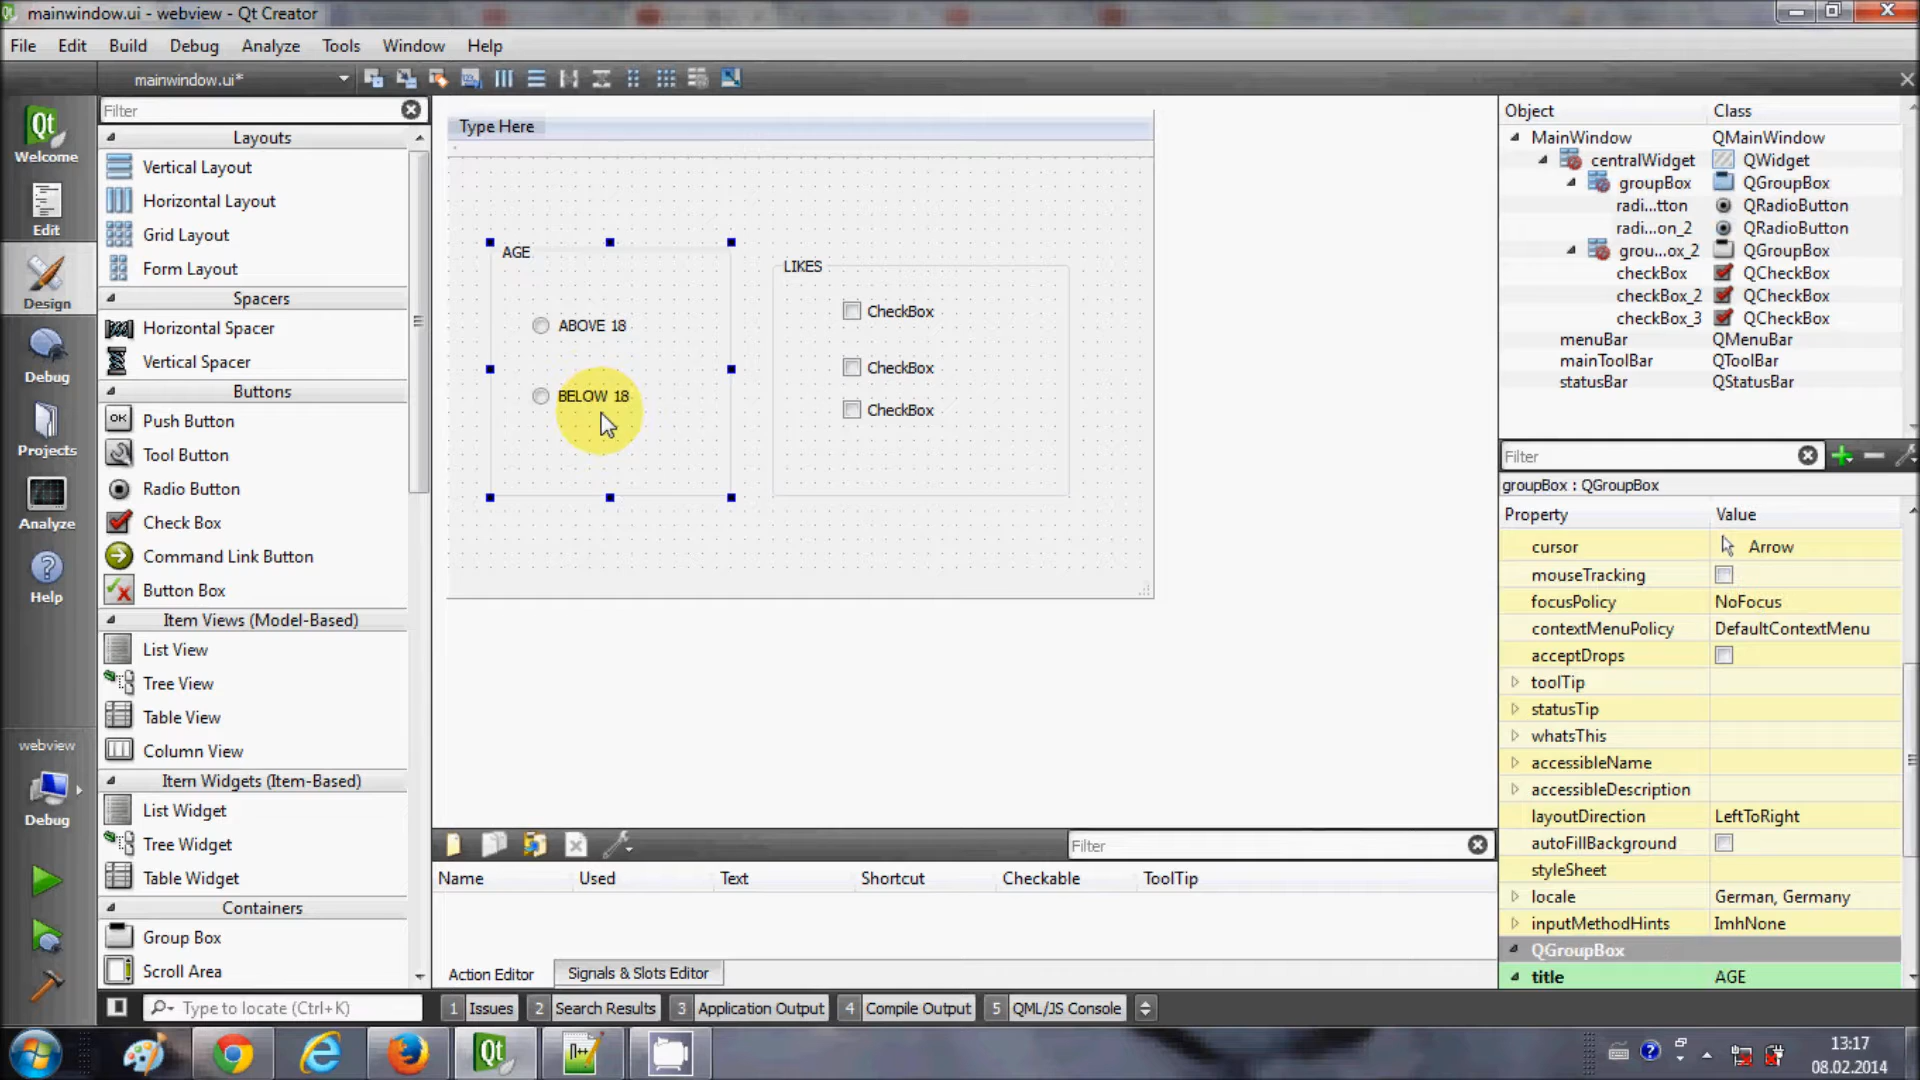 mainwindow.ui - webview - Qt Creator
File Edit Build Debug Analyze Tools Window Help
mainwindow.ui*
Filter
Layouts
Vertical Layout
Horizontal Layout
Grid Layout
Form Layout
Spacers
Horizontal Spacer
Vertical Spacer
Buttons
OK Push Button
Tool Button
Radio Button
Check Box
Command Link Button
Button Box
Item Views (Model-Based)
List View
Tree View
Table View
Column View
Item Widgets (Item-Based)
List Widget
Tree Widget
Table Widget
Containers
Group Box
Scroll Area
Qt
Welcome
Edit
Design
Debug
Projects
Analyze
Help
webview
Debug
Type Here
AGE
ABOVE 18
BELOW 18
LIKES
CheckBox
CheckBox
CheckBox
Object Class
MainWindow QMainWindow
centralWidget QWidget
groupBox QGroupBox
radi...tton QRadioButton
radi...on_2 QRadioButton
grou...ox_2 QGroupBox
checkBox QCheckBox
checkBox_2 QCheckBox
checkBox_3 QCheckBox
menuBar QMenuBar
mainToolBar QToolBar
statusBar QStatusBar
Filter
groupBox : QGroupBox
Property Value
cursor Arrow
mouseTracking
focusPolicy NoFocus
contextMenuPolicy DefaultContextMenu
acceptDrops
toolTip
statusTip
whatsThis
accessibleName
accessibleDescription
layoutDirection LeftToRight
autoFillBackground
styleSheet
locale German, Germany
inputMethodHints ImhNone
QGroupBox
title AGE
Filter
Name Used Text Shortcut Checkable ToolTip
Action Editor Signals & Slots Editor
Type to locate (Ctrl+K) 1 Issues 2 Search Results 3 Application Output 4 Compile Output 5 QML/JS Console
Qt
13:17
08.02.2014